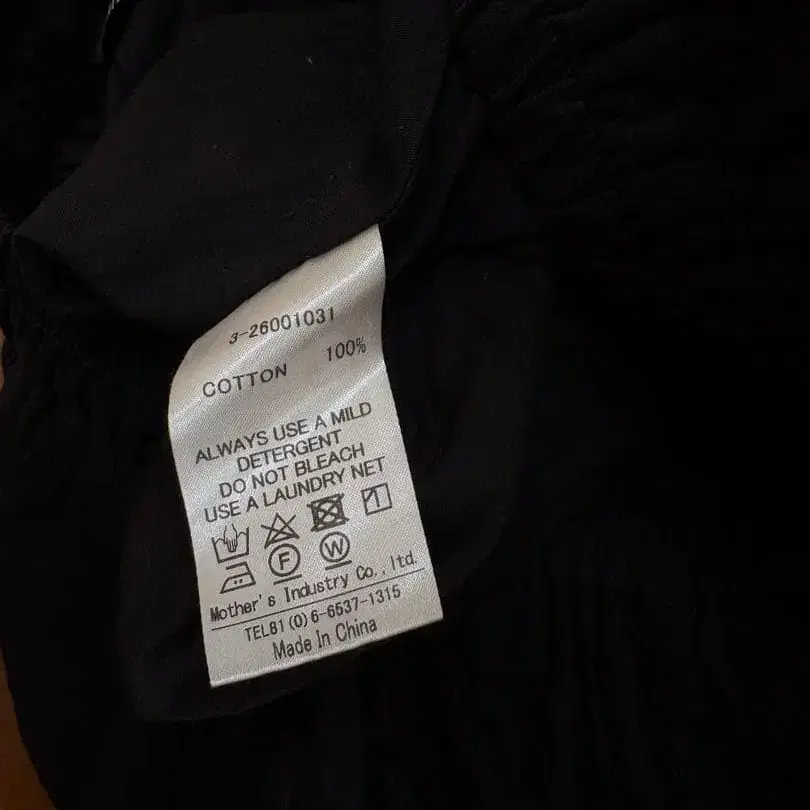 3-26001031
COTTON 100%
ALWAYS USE A MILD
DETERGENT
DO NOT BLEACH
USE A LAUNDRY NET
F W
Mother's Industry Co.,ltd.
TEL81(0)6-6537-1315
Made In China